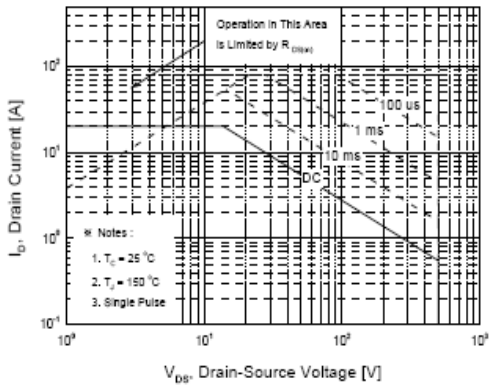 Operation in This Area
is Limited by R DS(on)
10²
10¹
10⁰
10⁻¹
I_D, Drain Current [A]
100 us
1 ms
10 ms
DC
※ Notes :
1. T_C = 25 °C
2. T_J = 150 °C
3. Single Pulse
10⁰
10¹
10²
10³
V_DS, Drain-Source Voltage [V]